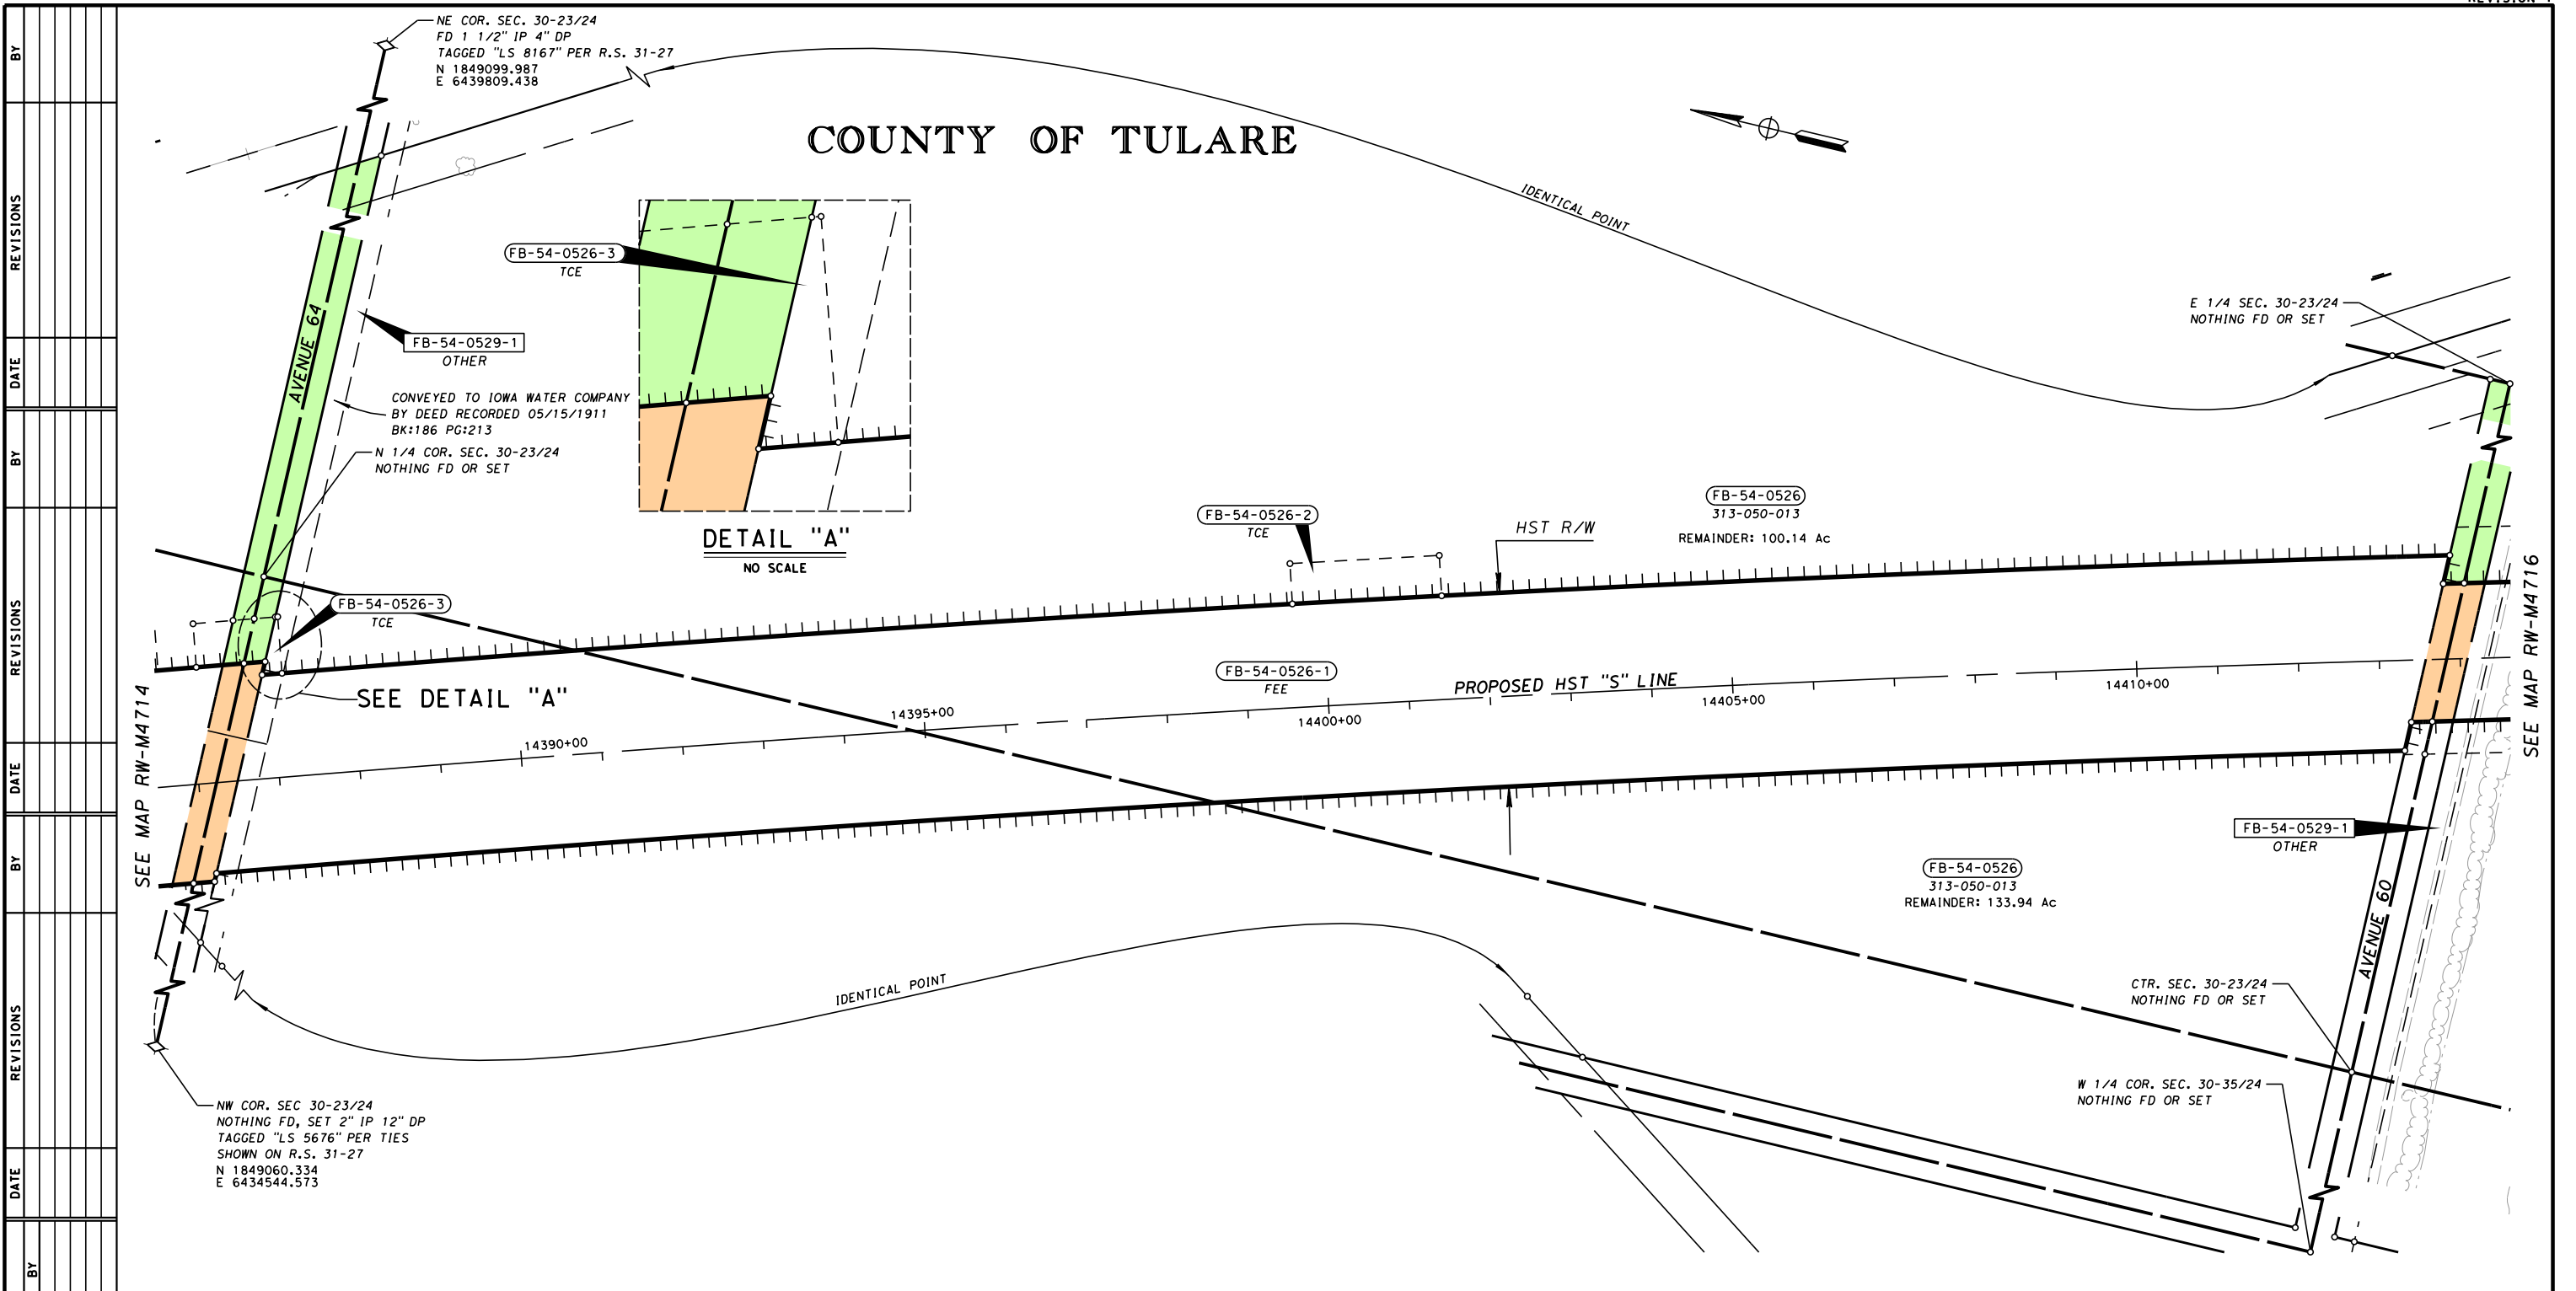 NE COR. SEC. 30-23/24
FD 1 1/2" IP 4" DP
TAGGED "LS 8167" PER R.S. 31-27
N 1849099.987
E 6439809.438
COUNTY OF TULARE
IDENTICAL POINT
FB-54-0526-3
TCE
AVENUE 64
FB-54-0529-1
OTHER
CONVEYED TO IOWA WATER COMPANY
BY DEED RECORDED 05/15/1911
BK:186 PG:213
N 1/4 COR. SEC. 30-23/24
NOTHING FD OR SET
DETAIL "A"
NO SCALE
E 1/4 SEC. 30-23/24
NOTHING FD OR SET
FB-54-0526-2
TCE
HST R/W
FB-54-0526
313-050-013
REMAINDER: 100.14 Ac
FB-54-0526-3
TCE
SEE DETAIL "A"
FB-54-0526-1
FEE
PROPOSED HST "S" LINE
14390+00
14395+00
14400+00
14405+00
14410+00
SEE MAP RW-M4714
SEE MAP RW-M4716
FB-54-0529-1
OTHER
FB-54-0526
313-050-013
REMAINDER: 133.94 Ac
AVENUE 60
IDENTICAL POINT
CTR. SEC. 30-23/24
NOTHING FD OR SET
W 1/4 COR. SEC. 30-35/24
NOTHING FD OR SET
NW COR. SEC 30-23/24
NOTHING FD, SET 2" IP 12" DP
TAGGED "LS 5676" PER TIES
SHOWN ON R.S. 31-27
N 1849060.334
E 6434544.573
BY
REVISIONS
DATE
BY
REVISIONS
DATE
BY
REVISIONS
DATE
BY